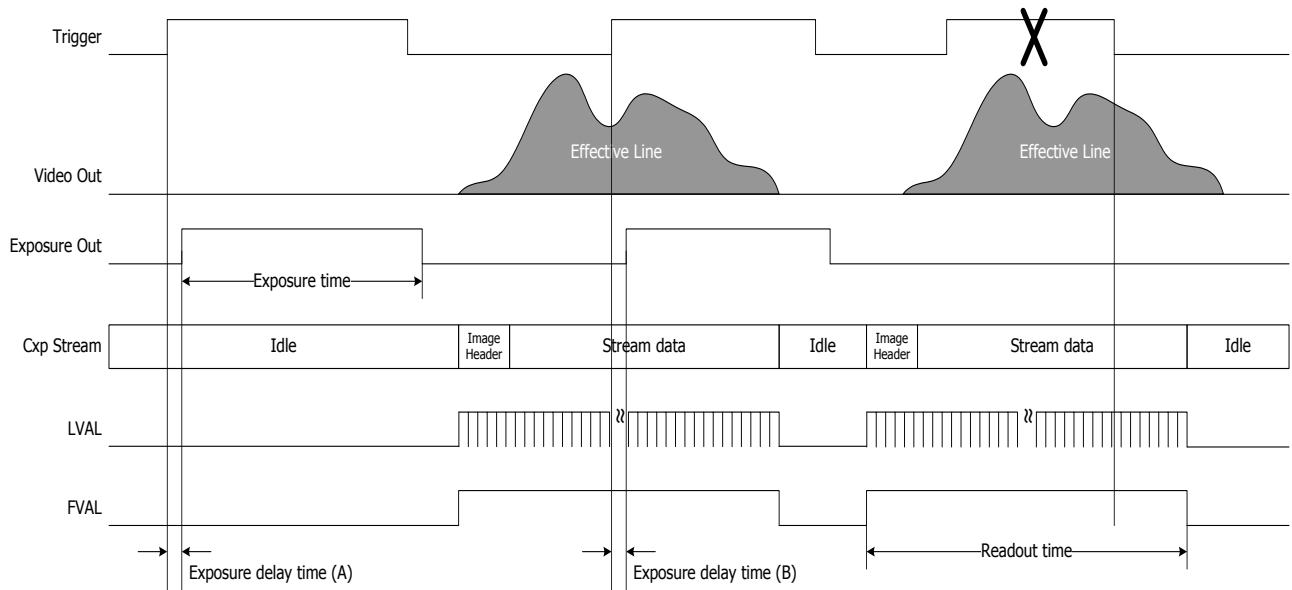 Trigger
Effective Line Effective Line
Video Out
Exposure Out
Exposure time
Cxp Stream Idle Image Header Stream data Idle Image Header Stream data Idle
LVAL ≈ ≈
FVAL
Readout time
Exposure delay time (A) Exposure delay time (B)